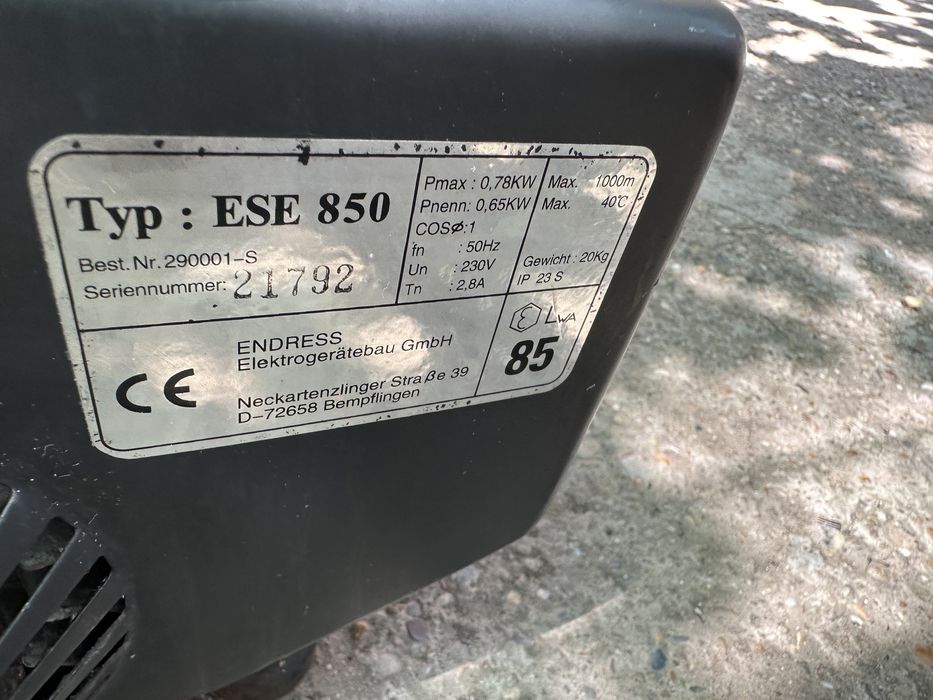 Typ : ESE 850
Best. Nr. 290001-S
Seriennummer: 21792
Pmax : 0,78KW
Pnenn: 0,65KW
COSø:1
fn : 50Hz
Un : 230V
Tn : 2,8A
Max. 1000m
Max. 40℃
Gewicht : 20Kg
IP 23 S
CE
ENDRESS
Elektrogerätebau GmbH
Neckartenzlinger Straße 39
D-72658 Bempflingen
ε LWA
85